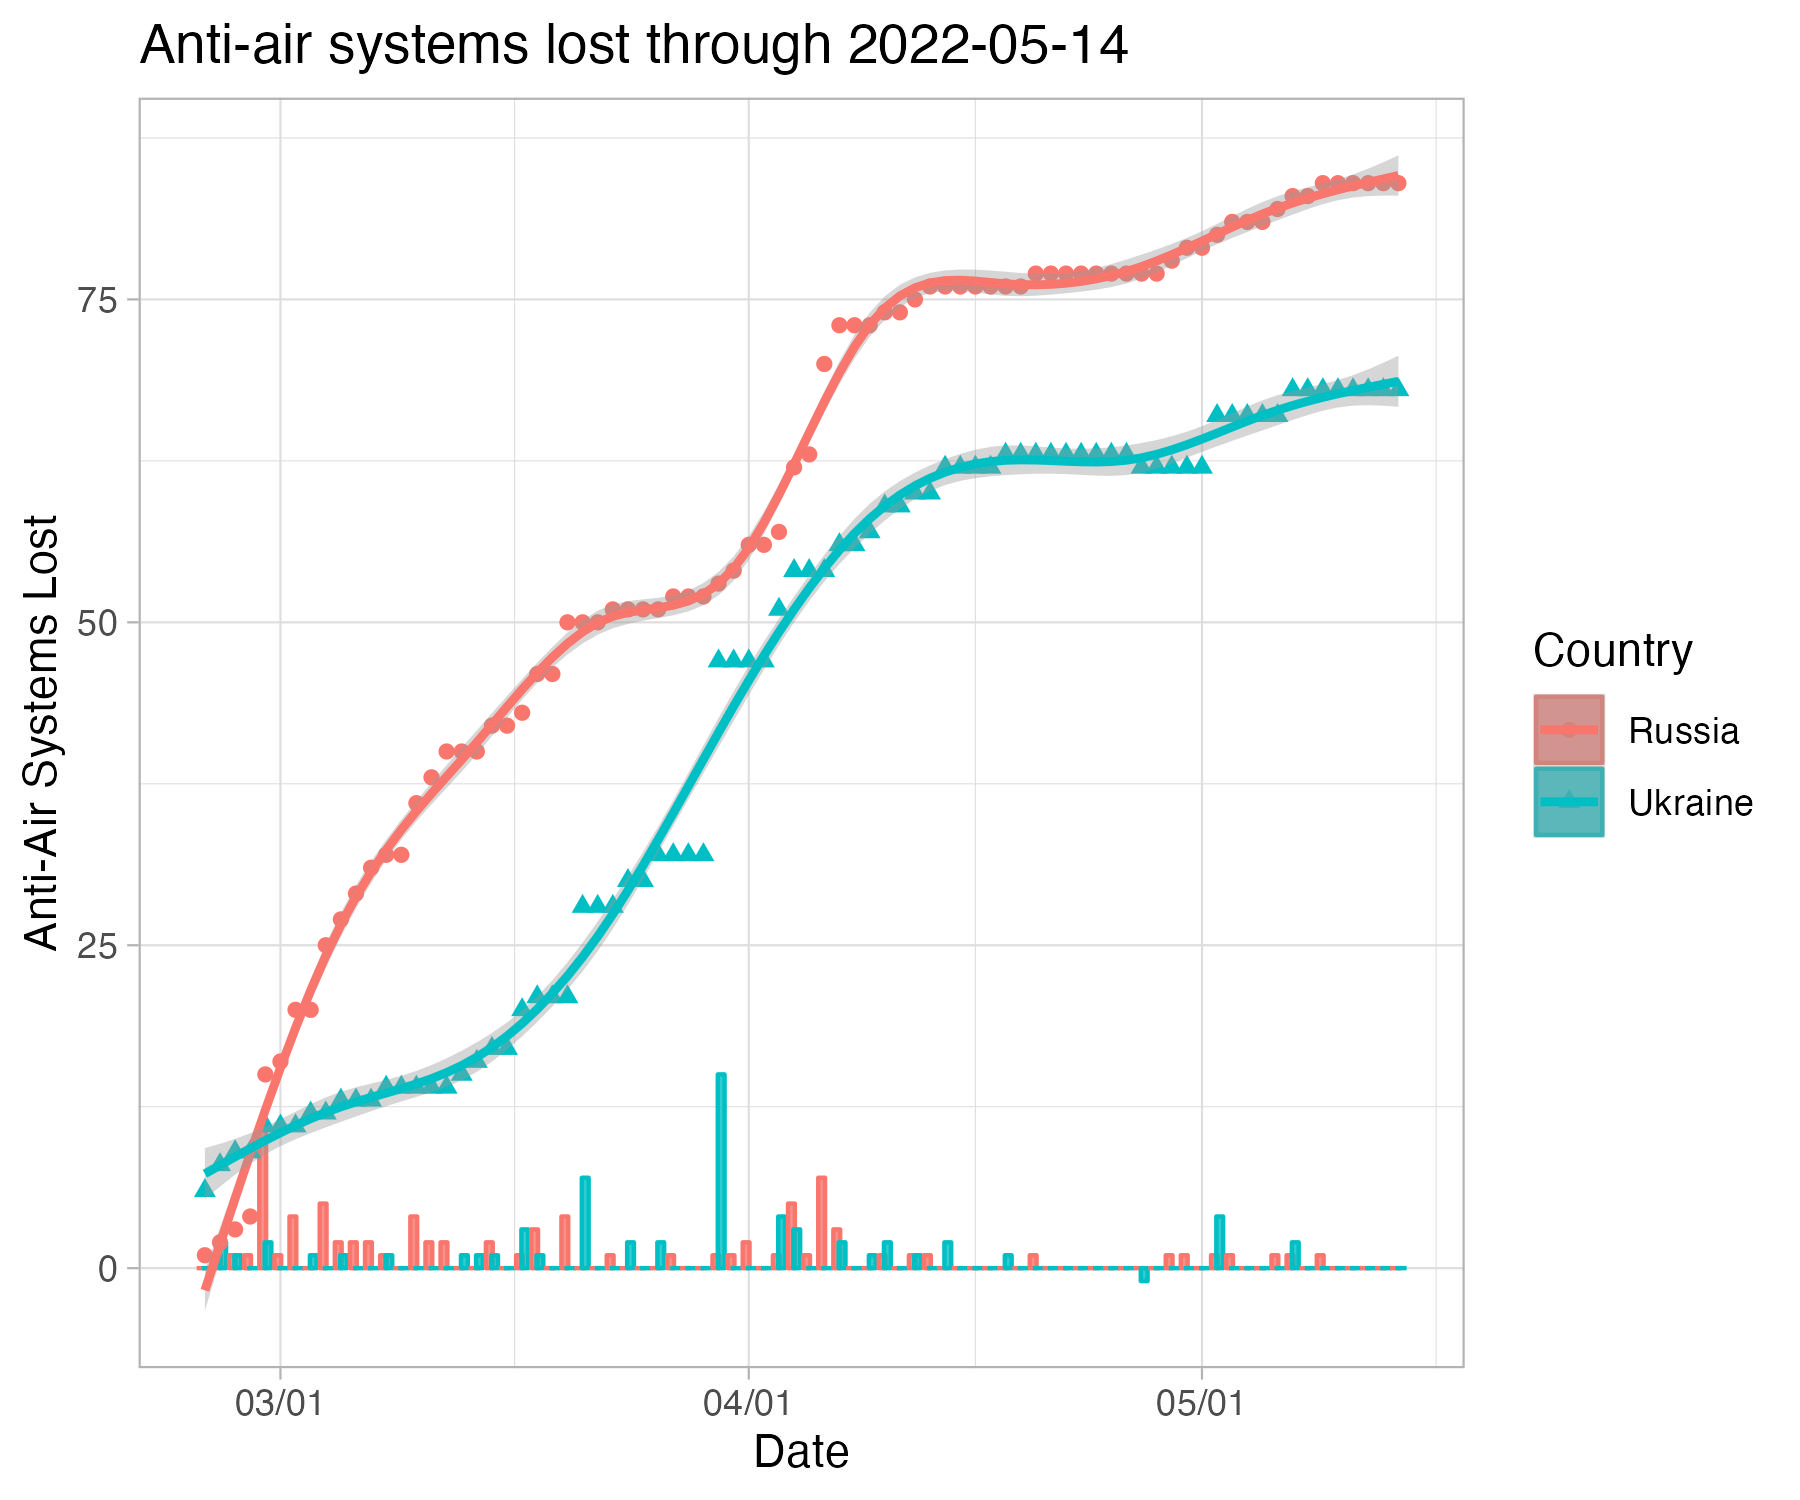 Anti-air systems lost through 2022-05-14
Anti-Air Systems Lost
75
50
25
0
03/01 04/01 05/01
Date
Country
Russia
Ukraine